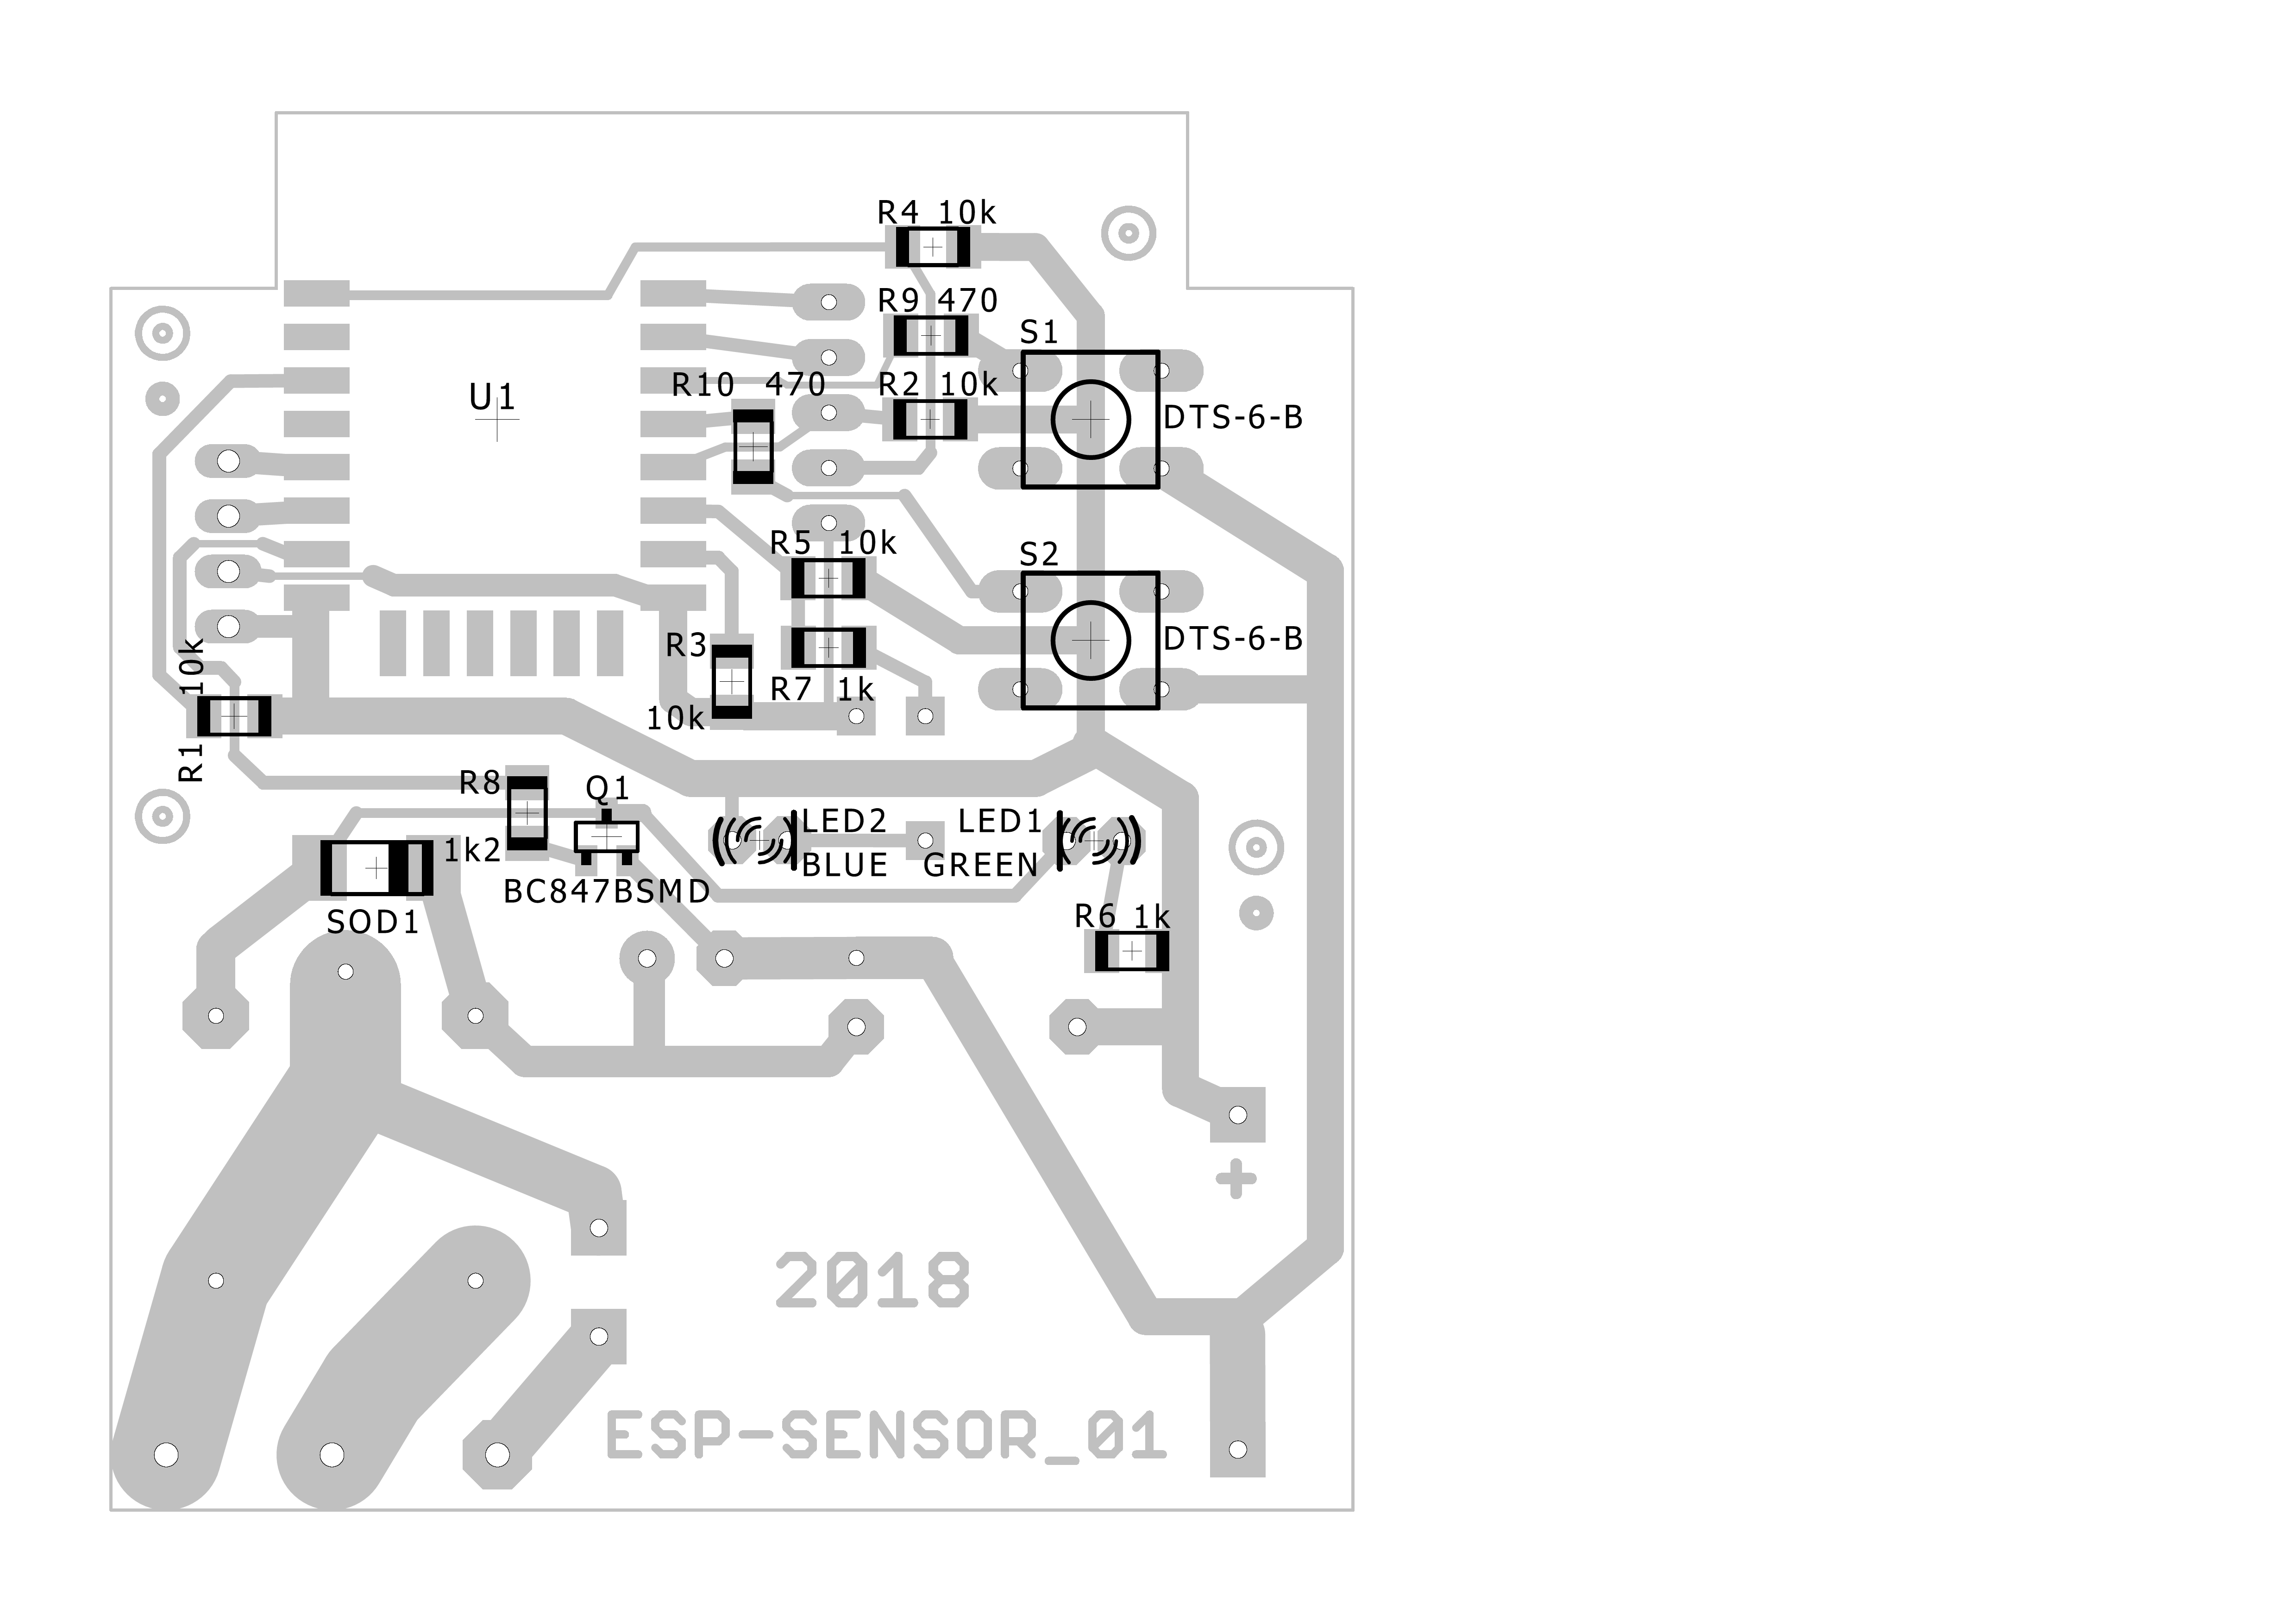 R4 10k
R9 470
S1
U1
R10 470
R2 10k
DTS-6-B
R5 10k
S2
R3
DTS-6-B
R7 1k
10k
R1 10k
R8
Q1
LED2
LED1
1k2
BLUE
GREEN
BC847BSMD
SOD1
R6 1k
+
2018
ESP-SENSOR_01